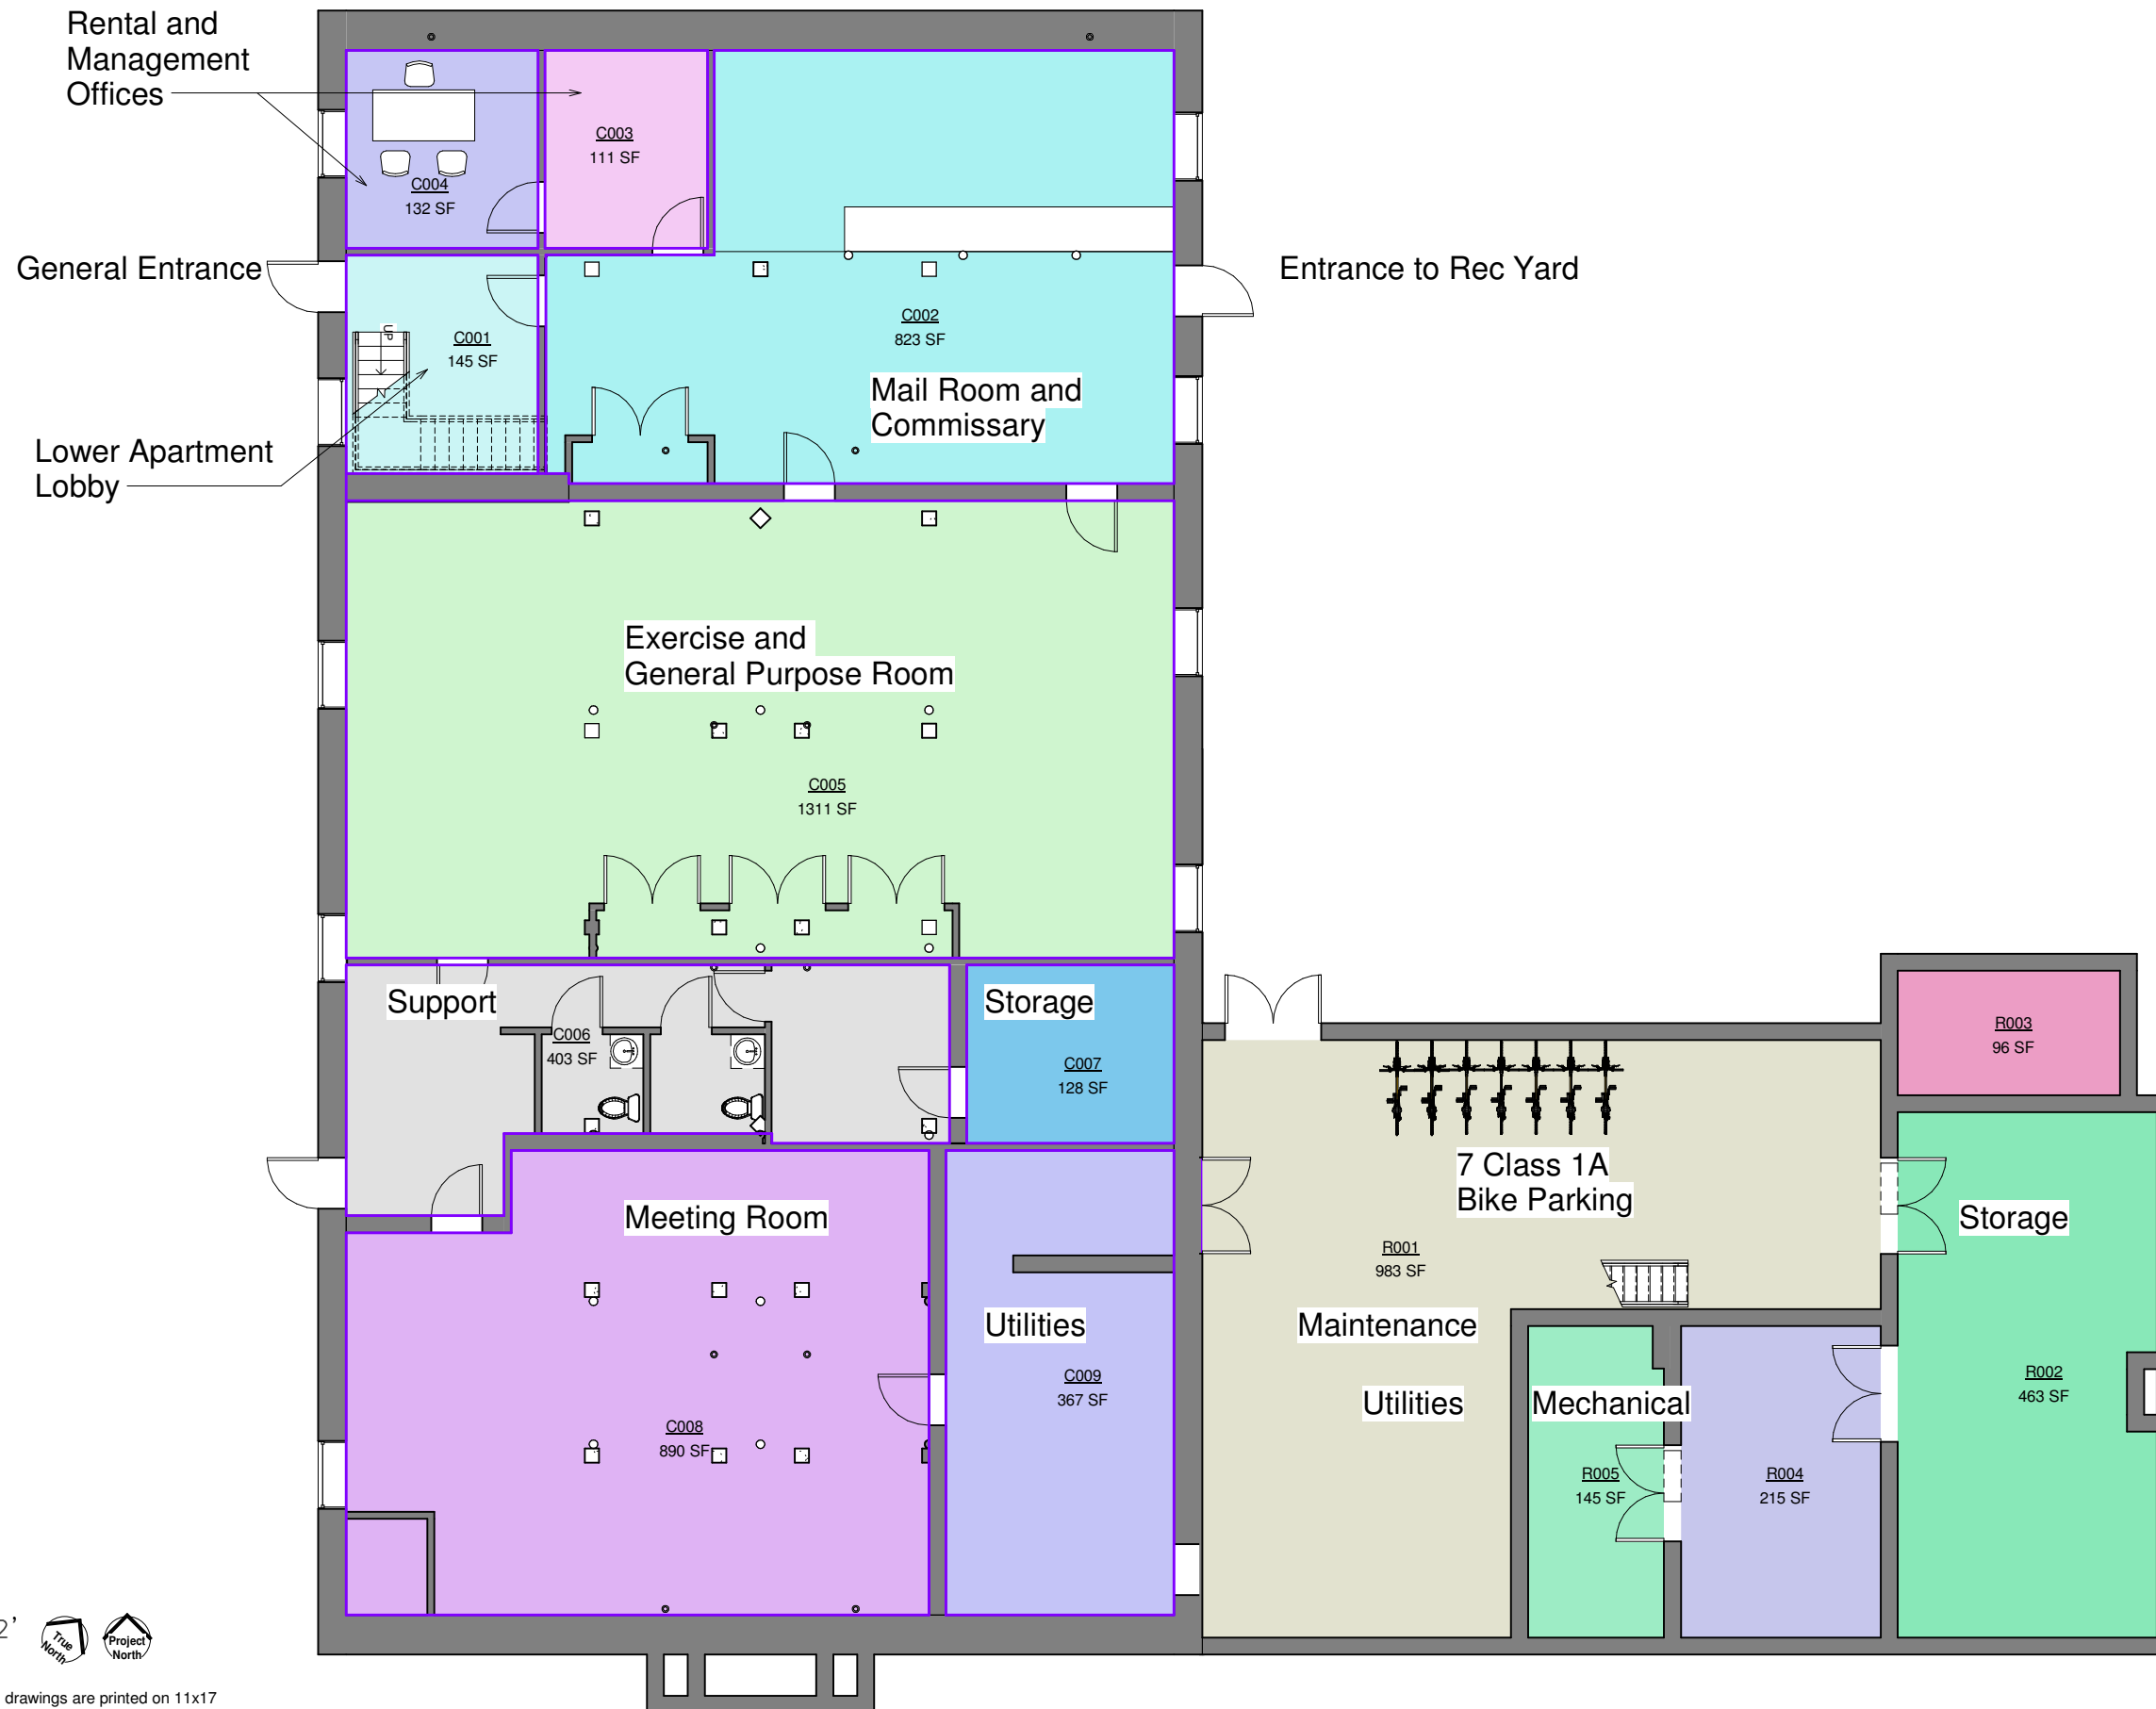 Rental and
Management
Offices
C003
111 SF
C004
132 SF
General Entrance
Entrance to Rec Yard
UP
C001
145 SF
C002
823 SF
Mail Room and
Commissary
Lower Apartment
Lobby
Exercise and
General Purpose Room
C005
1311 SF
Support
Storage
C006
403 SF
C007
128 SF
R003
96 SF
7 Class 1A
Bike Parking
Meeting Room
Storage
R001
983 SF
Utilities
Maintenance
C009
367 SF
R002
463 SF
Utilities
Mechanical
C008
890 SF
R005
145 SF
R004
215 SF
2'
True
North
Project
North
drawings are printed on 11x17